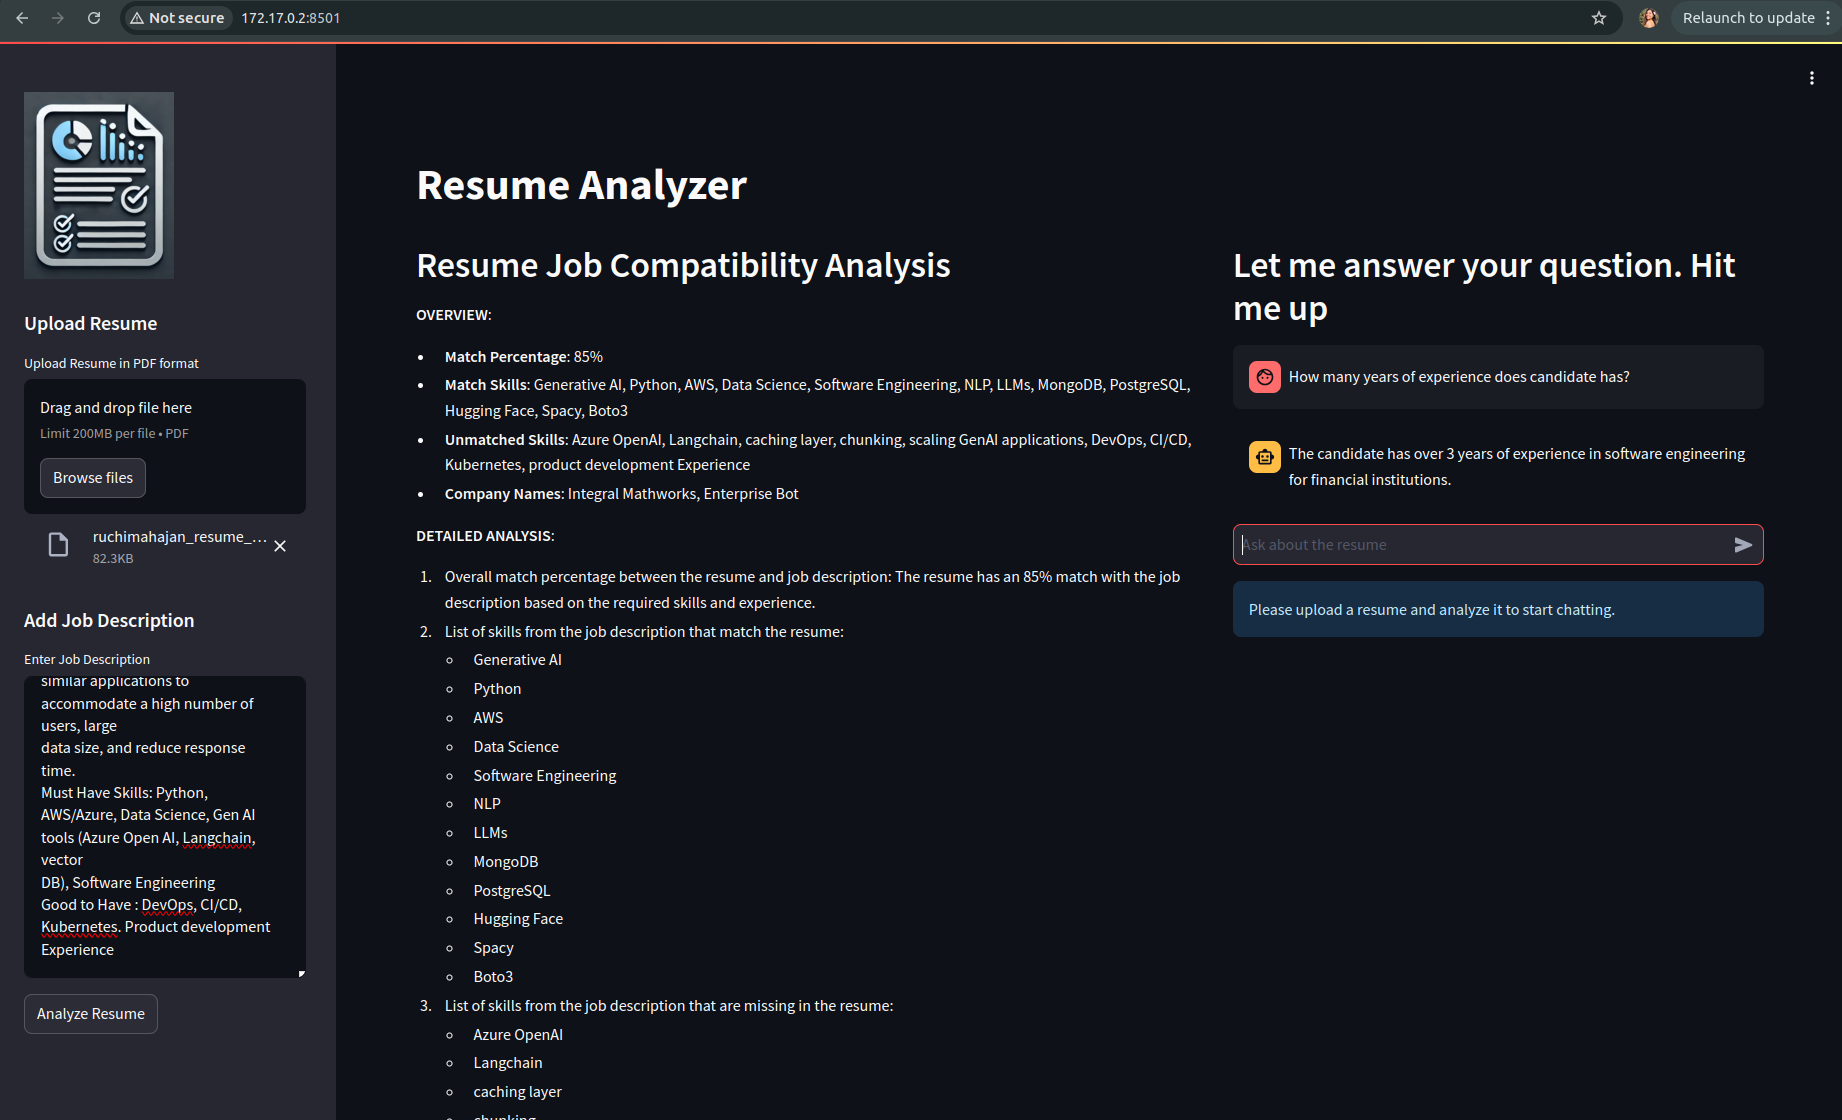 Not secure
172.17.0.2:8501
Relaunch to update
Upload Resume
Upload Resume in PDF format
Drag and drop file here
Limit 200MB per file • PDF
Browse files
ruchimahajan_resume_...
82.3KB
Add Job Description
Enter Job Description
similar applications to
accommodate a high number of
users, large
data size, and reduce response
time.
Must Have Skills: Python,
AWS/Azure, Data Science, Gen AI
tools (Azure Open AI, Langchain,
vector
DB), Software Engineering
Good to Have : DevOps, CI/CD,
Kubernetes. Product development
Experience
Analyze Resume
Resume Analyzer
Resume Job Compatibility Analysis
OVERVIEW:
• Match Percentage: 85%
• Match Skills: Generative AI, Python, AWS, Data Science, Software Engineering, NLP, LLMs, MongoDB, PostgreSQL,
Hugging Face, Spacy, Boto3
• Unmatched Skills: Azure OpenAI, Langchain, caching layer, chunking, scaling GenAI applications, DevOps, CI/CD,
Kubernetes, product development Experience
• Company Names: Integral Mathworks, Enterprise Bot
DETAILED ANALYSIS:
1. Overall match percentage between the resume and job description: The resume has an 85% match with the job
description based on the required skills and experience.
2. List of skills from the job description that match the resume:
◦ Generative AI
◦ Python
◦ AWS
◦ Data Science
◦ Software Engineering
◦ NLP
◦ LLMs
◦ MongoDB
◦ PostgreSQL
◦ Hugging Face
◦ Spacy
◦ Boto3
3. List of skills from the job description that are missing in the resume:
◦ Azure OpenAI
◦ Langchain
◦ caching layer
◦ chunking
Let me answer your question. Hit
me up
How many years of experience does candidate has?
The candidate has over 3 years of experience in software engineering
for financial institutions.
Ask about the resume
Please upload a resume and analyze it to start chatting.